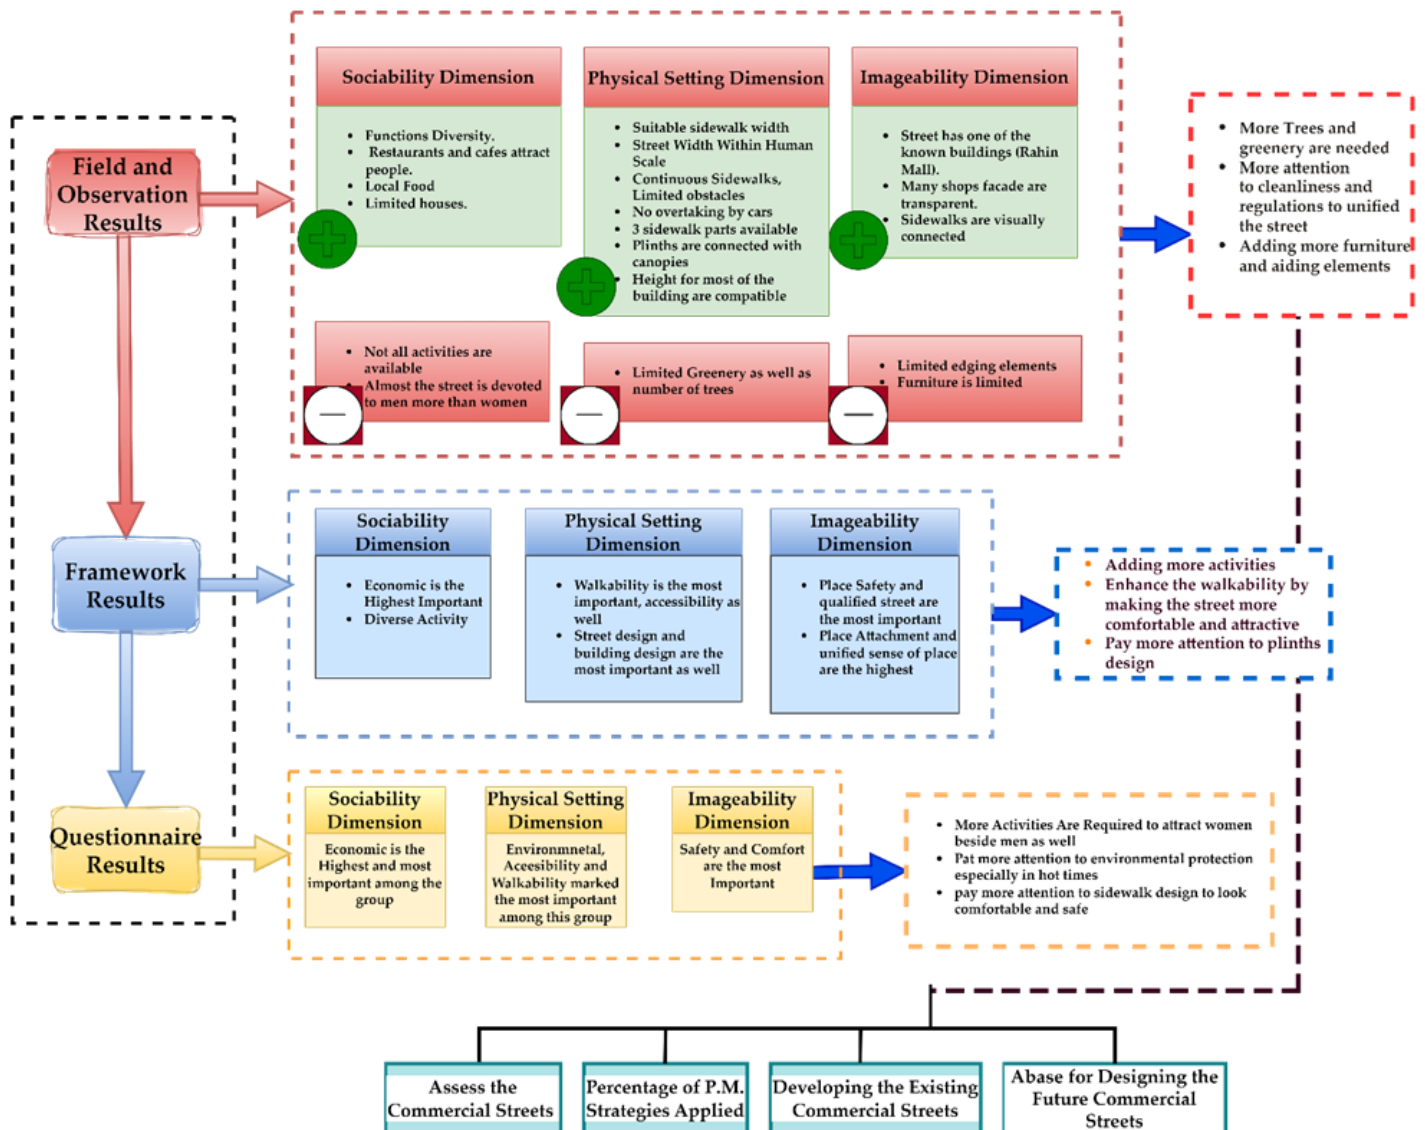 Field and
Observation
Results
Sociability Dimension
• Functions Diversity.
• Restaurants and cafes attract
people.
• Local Food
• Limited houses.
Physical Setting Dimension
• Suitable sidewalk width
• Street Width Within Human
Scale
• Continuous Sidewalks,
Limited obstacles
• No overtaking by cars
• 3 sidewalk parts available
• Plinths are connected with
canopies
• Height for most of the
building are compatible
Imageability Dimension
• Street has one of the
known buildings (Rahin
Mall).
• Many shops facade are
transparent.
• Sidewalks are visually
connected
• Not all activities are
available
• Almost the street is devoted
to men more than women
• Limited Greenery as well as
number of trees
• Limited edging elements
• Furniture is limited
• More Trees and
greenery are needed
• More attention
to cleanliness and
regulations to unified
the street
• Adding more furniture
and aiding elements
Framework
Results
Sociability
Dimension
• Economic is the
Highest Important
• Diverse Activity
Physical Setting
Dimension
• Walkability is the most
important, accessibility as
well
• Street design and
building design are the
most important as well
Imageability
Dimension
• Place Safety and
qualified street are
the most important
• Place Attachment and
unified sense of place
are the highest
• Adding more activities
• Enhance the walkability by
making the street more
comfortable and attractive
• Pay more attention to plinths
design
Questionnaire
Results
Sociability
Dimension
Economic is the
Highest and most
important among the
group
Physical Setting
Dimension
Environmnetal,
Aceesibility and
Walkability marked
the most important
among this group
Imageability
Dimension
Safety and Comfort
are the most
Important
• More Activities Are Required to attract women
beside men as well
• Pat more attention to environmental protection
especially in hot times
• pay more attention to sidewalk design to look
comfortable and safe
Assess the
Commercial Streets
Percentage of P.M.
Strategies Applied
Developing the Existing
Commercial Streets
Abase for Designing the
Future Commercial
Streets